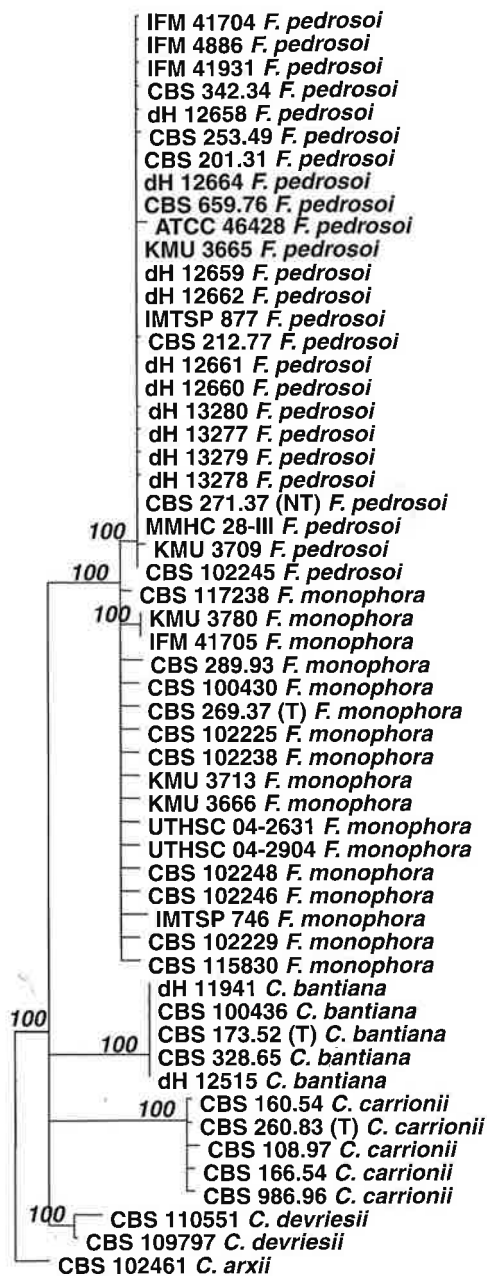 IFM 41704 F. pedrosoi
IFM 4886 F. pedrosoi
IFM 41931 F. pedrosoi
CBS 342.34 F. pedrosoi
dH 12658 F. pedrosoi
CBS 253.49 F. pedrosoi
CBS 201.31 F. pedrosoi
dH 12664 F. pedrosoi
CBS 659.76 F. pedrosoi
ATCC 46428 F. pedrosoi
KMU 3665 F. pedrosoi
dH 12659 F. pedrosoi
dH 12662 F. pedrosoi
IMTSP 877 F. pedrosoi
CBS 212.77 F. pedrosoi
dH 12661 F. pedrosoi
dH 12660 F. pedrosoi
dH 13280 F. pedrosoi
dH 13277 F. pedrosoi
dH 13279 F. pedrosoi
dH 13278 F. pedrosoi
CBS 271.37 (NT) F. pedrosoi
100 MMHC 28-III F. pedrosoi
KMU 3709 F. pedrosoi
100 CBS 102245 F. pedrosoi
CBS 117238 F. monophora
100 KMU 3780 F. monophora
IFM 41705 F. monophora
CBS 289.93 F. monophora
CBS 100430 F. monophora
CBS 269.37 (T) F. monophora
CBS 102225 F. monophora
CBS 102238 F. monophora
KMU 3713 F. monophora
KMU 3666 F. monophora
UTHSC 04-2631 F. monophora
UTHSC 04-2904 F. monophora
CBS 102248 F. monophora
CBS 102246 F. monophora
IMTSP 746 F. monophora
CBS 102229 F. monophora
CBS 115830 F. monophora
dH 11941 C. bantiana
100 CBS 100436 C. bantiana
CBS 173.52 (T) C. bantiana
100 CBS 328.65 C. bantiana
dH 12515 C. bantiana
100 CBS 160.54 C. carrionii
CBS 260.83 (T) C. carrionii
CBS 108.97 C. carrionii
CBS 166.54 C. carrionii
CBS 986.96 C. carrionii
100 CBS 110551 C. devriesii
CBS 109797 C. devriesii
CBS 102461 C. arxii